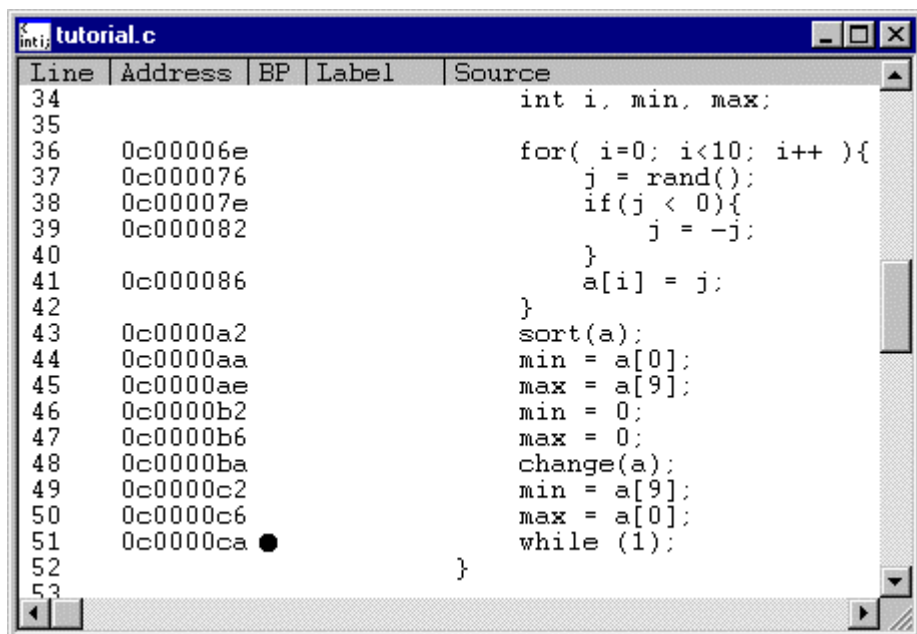 int i; tutorial.c
Line Address BP Label Source
34 int i, min, max;
35
36 0c00006e for( i=0; i<10; i++ ){
37 0c000076 j = rand();
38 0c00007e if(j < 0){
39 0c000082 j = -j;
40 }
41 0c000086 a[i] = j;
42 }
43 0c0000a2 sort(a);
44 0c0000aa min = a[0];
45 0c0000ae max = a[9];
46 0c0000b2 min = 0;
47 0c0000b6 max = 0;
48 0c0000ba change(a);
49 0c0000c2 min = a[9];
50 0c0000c6 max = a[0];
51 0c0000ca while (1);
52 }
53